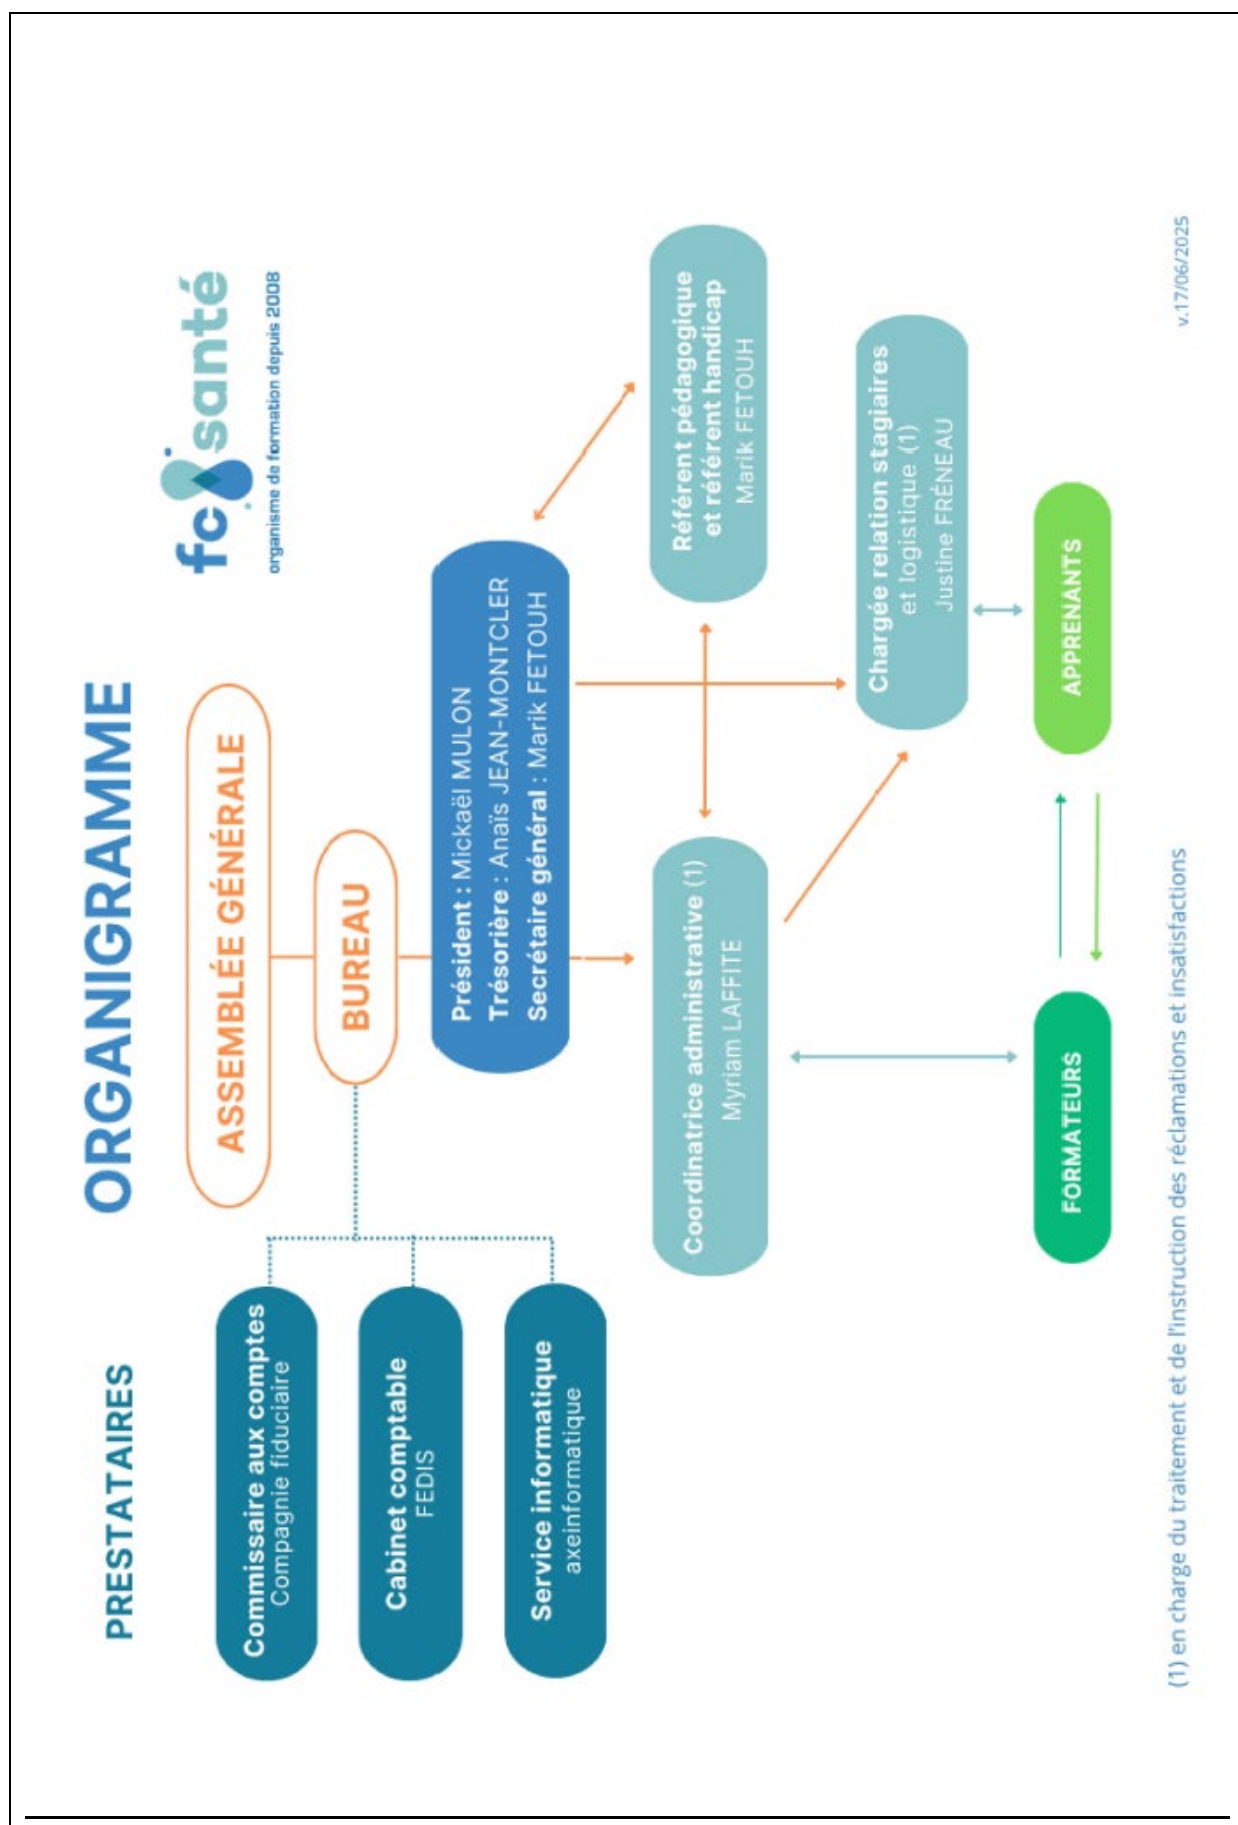 ORGANIGRAMME
fc santé
organisme de formation depuis 2008
PRESTATAIRES
Commissaire aux comptes
Compagnie fiduciaire
Cabinet comptable
FEDIS
Service informatique
axeinformatique
ASSEMBLÉE GÉNÉRALE
BUREAU
Président : Mickaël MULON
Trésorière : Anaïs JEAN-MONTCLER
Secrétaire général : Marik FETOUH
Coordinatrice administrative (1)
Myriam LAFFITE
Référent pédagogique
et référent handicap
Marik FETOUH
Chargée relation stagiaires
et logistique (1)
Justine FRÉNEAU
FORMATEURS
APPRENANTS
(1) en charge du traitement et de l'instruction des réclamations et insatisfactions
v.17/06/2025